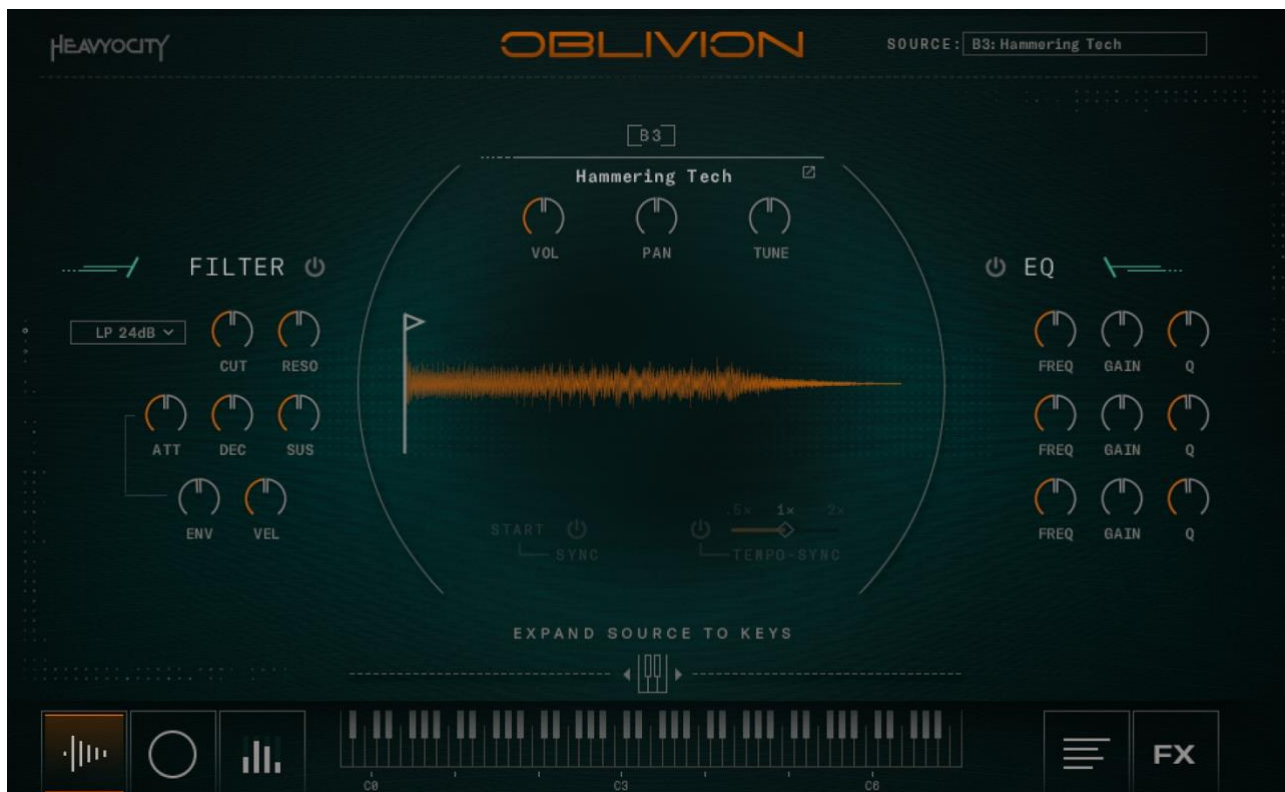 HEAVYOCITY
OBLIVION
SOURCE: B3: Hammering Tech
B3
Hammering Tech
VOL PAN TUNE
FILTER
EQ
LP 24dB
CUT RESO
FREQ GAIN Q
ATT DEC SUS
FREQ GAIN Q
ENV VEL
FREQ GAIN Q
START
SYNC
.5x 1x 2x
TEMPO-SYNC
EXPAND SOURCE TO KEYS
C0 C3 C6
FX